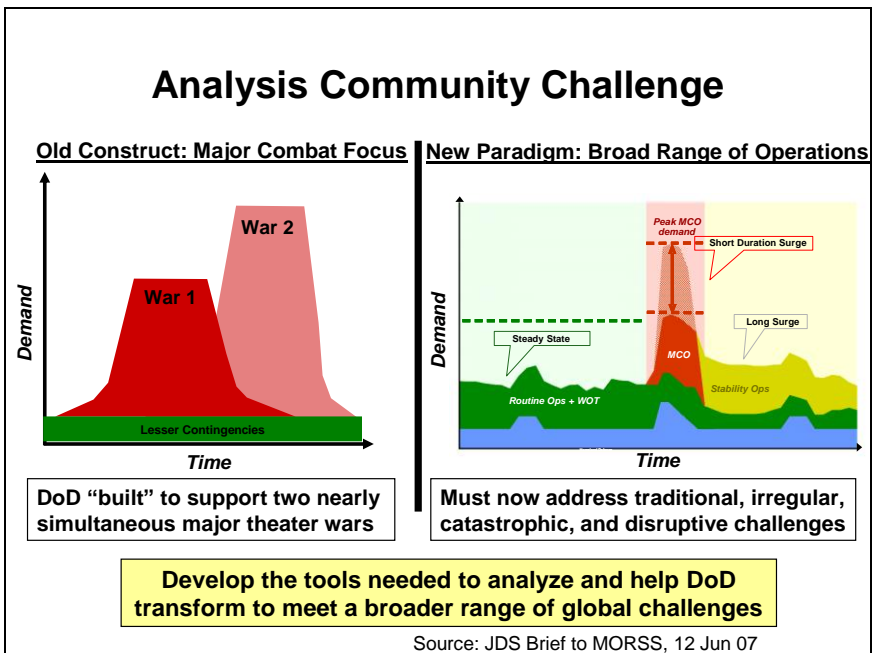 Analysis Community Challenge
Old Construct: Major Combat Focus
Demand
War 1
War 2
Lesser Contingencies
Time
DoD “built” to support two nearly
simultaneous major theater wars
New Paradigm: Broad Range of Operations
Demand
Peak MCO
demand
Short Duration Surge
Steady State
Long Surge
MCO
Stability Ops
Routine Ops + WOT
Time
Must now address traditional, irregular,
catastrophic, and disruptive challenges
Develop the tools needed to analyze and help DoD
transform to meet a broader range of global challenges
Source: JDS Brief to MORSS, 12 Jun 07